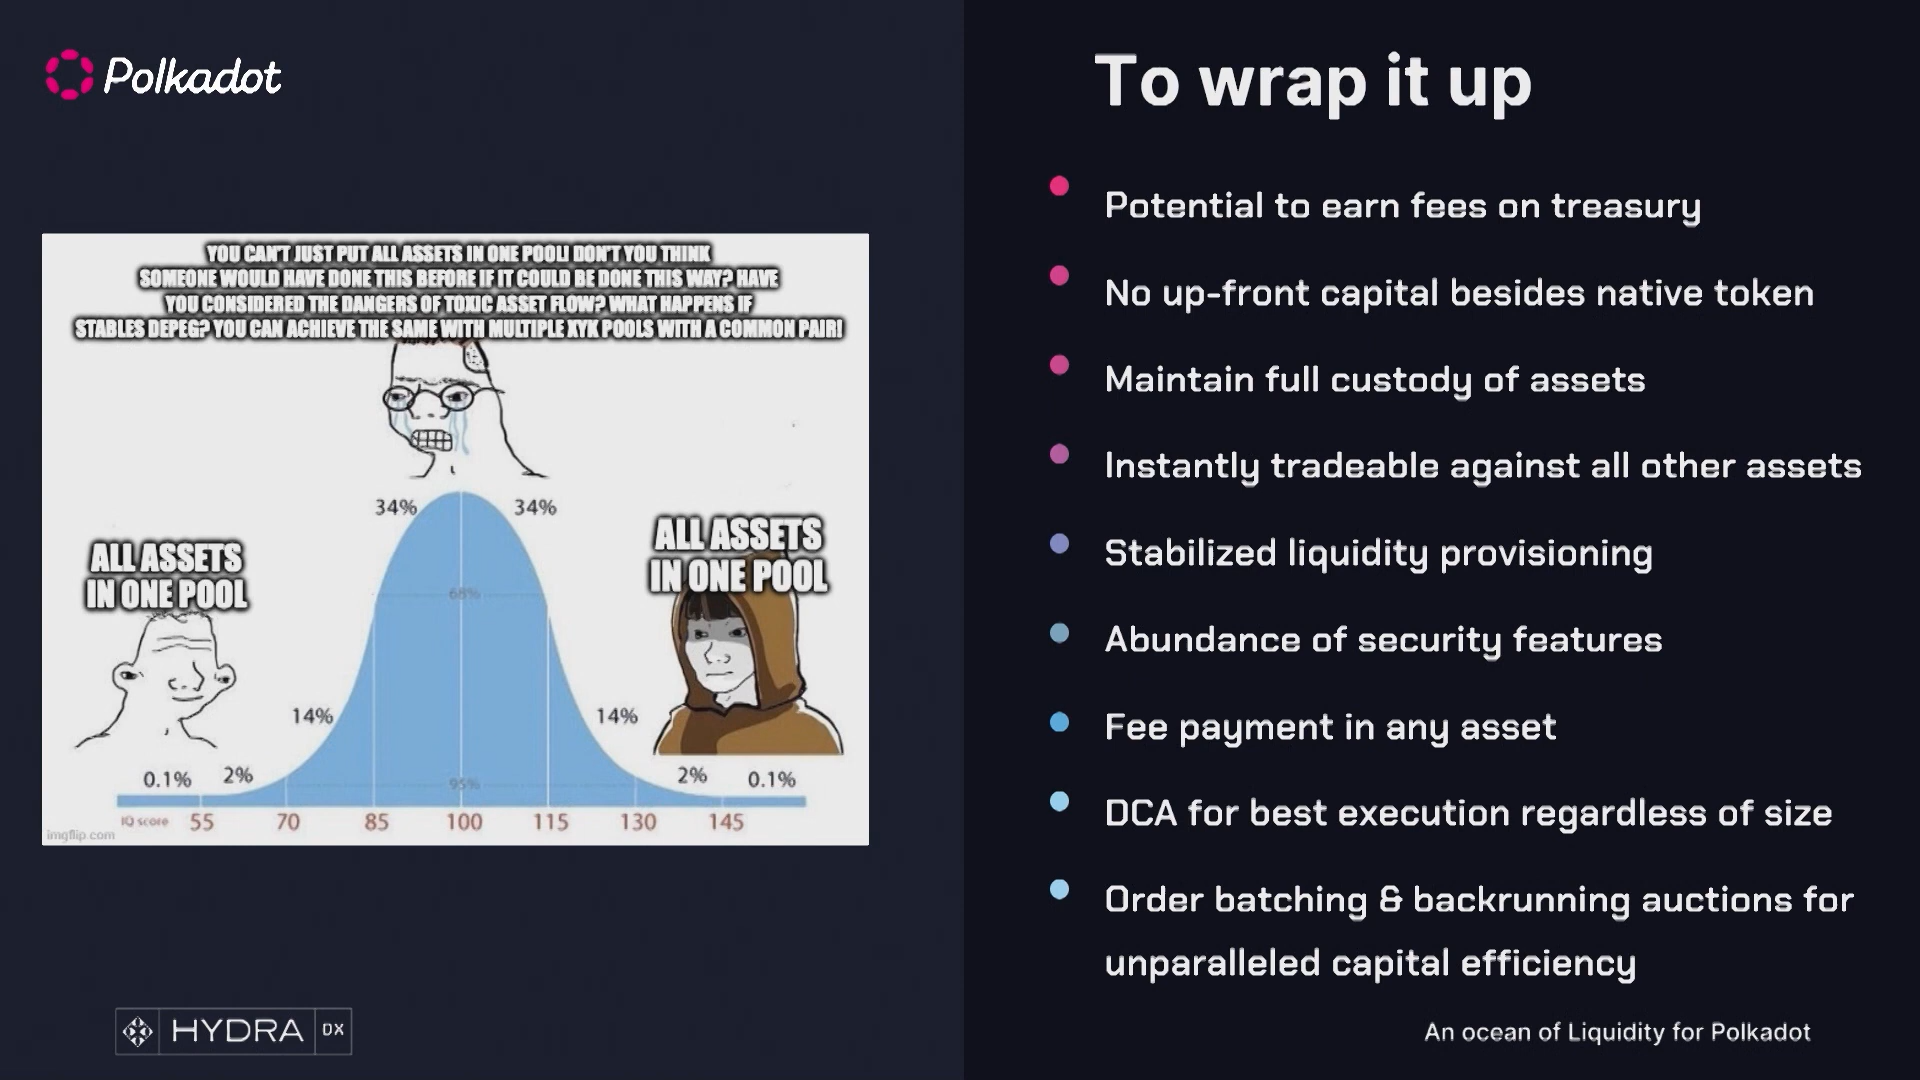 Polkadot
YOU CAN'T JUST PUT ALL ASSETS IN ONE POOL! DON'T YOU THINK
SOMEONE WOULD HAVE DONE THIS BEFORE IF IT COULD BE DONE THIS WAY? HAVE
YOU CONSIDERED THE DANGERS OF TOXIC ASSET FLOW? WHAT HAPPENS IF
STABLES DEPEG? YOU CAN ACHIEVE THE SAME WITH MULTIPLE XYK POOLS WITH A COMMON PAIR!
34% 34%
ALL ASSETS
IN ONE POOL
ALL ASSETS
IN ONE POOL
68%
14% 14%
0.1% 2% 95% 2% 0.1%
IQ score 55 70 85 100 115 130 145
imgflip.com
HYDRA DX
To wrap it up
Potential to earn fees on treasury
No up-front capital besides native token
Maintain full custody of assets
Instantly tradeable against all other assets
Stabilized liquidity provisioning
Abundance of security features
Fee payment in any asset
DCA for best execution regardless of size
Order batching & backrunning auctions for
unparalleled capital efficiency
An ocean of Liquidity for Polkadot